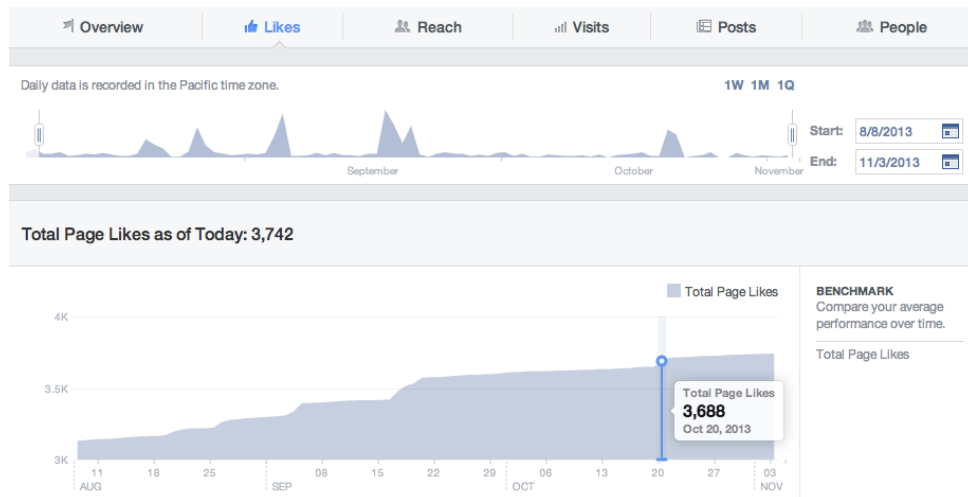 Overview Likes Reach Visits Posts People
Daily data is recorded in the Pacific time zone.
1W 1M 1Q
Start: 8/8/2013
End: 11/3/2013
September October November
Total Page Likes as of Today: 3,742
Total Page Likes
BENCHMARK
Compare your average
performance over time.
Total Page Likes
4K
3.5K
3K
Total Page Likes
3,688
Oct 20, 2013
11 18 25 08 15 22 29 06 13 20 27 03
AUG SEP OCT NOV